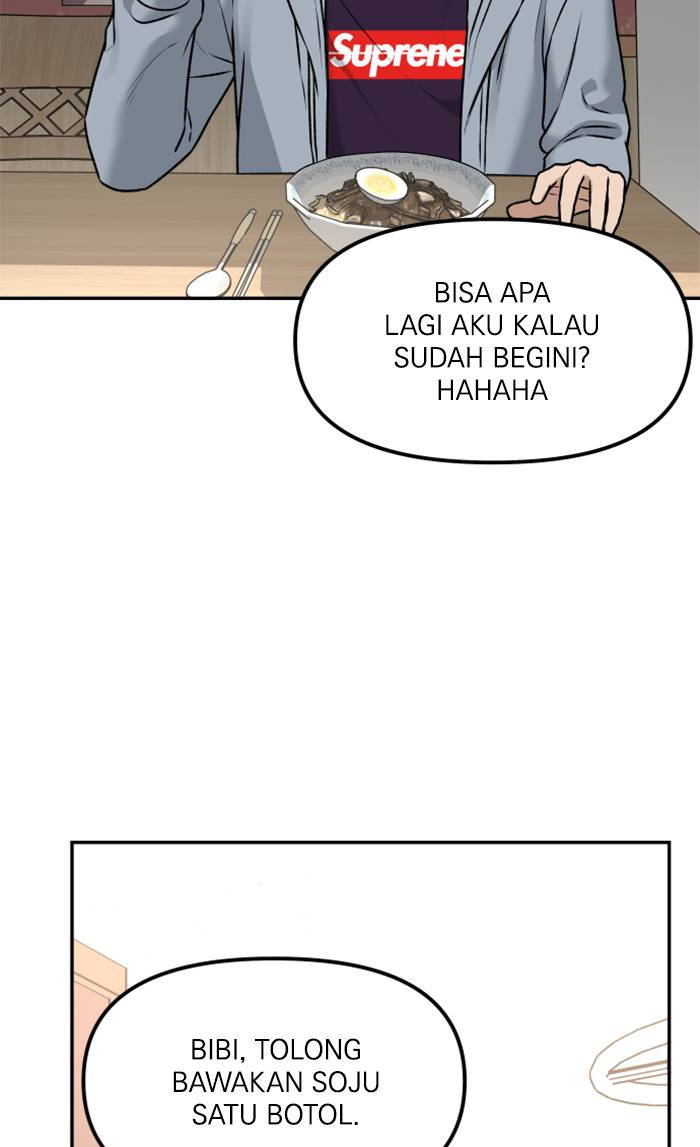 Suprene
BISA APA
LAGI AKU KALAU
SUDAH BEGINI?
HAHAHA
BIBI, TOLONG
BAWAKAN SOJU
SATU BOTOL.